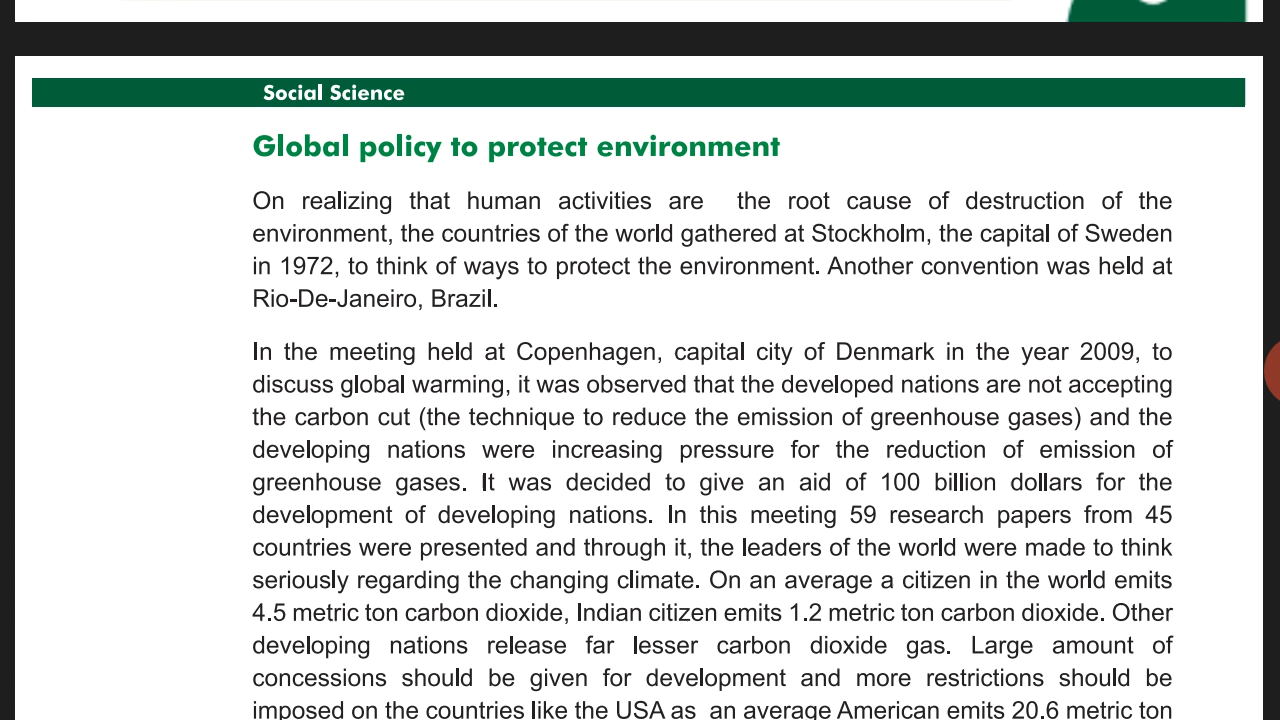 Social Science
Global policy to protect environment
On realizing that human activities are the root cause of destruction of the
environment, the countries of the world gathered at Stockholm, the capital of Sweden
in 1972, to think of ways to protect the environment. Another convention was held at
Rio-De-Janeiro, Brazil.
In the meeting held at Copenhagen, capital city of Denmark in the year 2009, to
discuss global warming, it was observed that the developed nations are not accepting
the carbon cut (the technique to reduce the emission of greenhouse gases) and the
developing nations were increasing pressure for the reduction of emission of
greenhouse gases. It was decided to give an aid of 100 billion dollars for the
development of developing nations. In this meeting 59 research papers from 45
countries were presented and through it, the leaders of the world were made to think
seriously regarding the changing climate. On an average a citizen in the world emits
4.5 metric ton carbon dioxide, Indian citizen emits 1.2 metric ton carbon dioxide. Other
developing nations release far lesser carbon dioxide gas. Large amount of
concessions should be given for development and more restrictions should be
imposed on the countries like the USA as an average American emits 20.6 metric ton